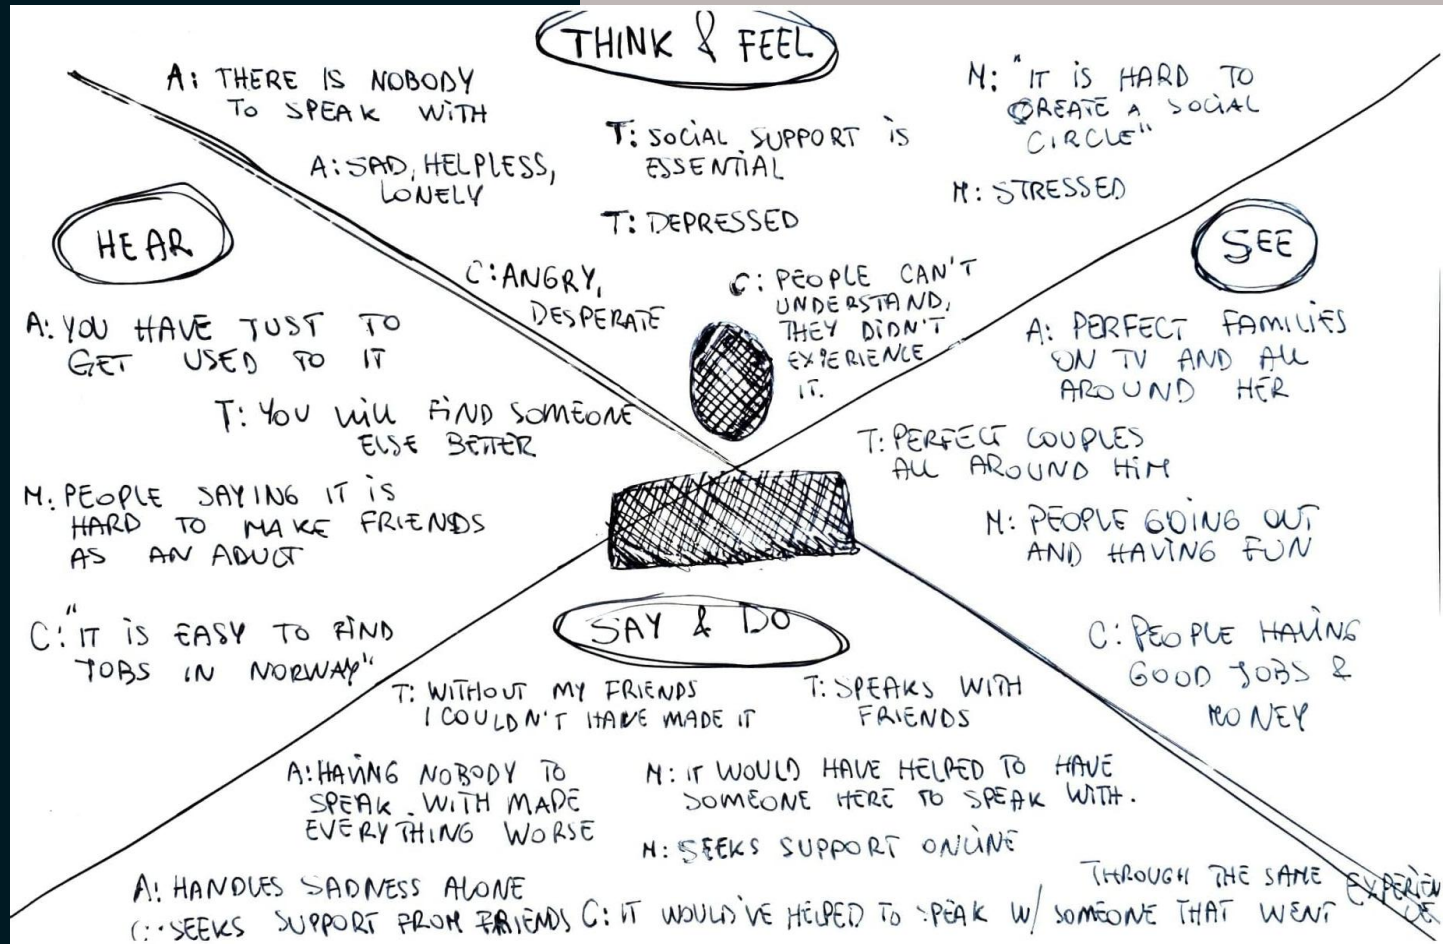 THINK & FEEL
A: THERE IS NOBODY
TO SPEAK WITH
A: SAD, HELPLESS,
LONELY
T: SOCIAL SUPPORT IS
ESSENTIAL
T: DEPRESSED
M: "IT IS HARD TO
CREATE A SOCIAL
CIRCLE"
M: STRESSED
C: ANGRY,
DESPERATE
C: PEOPLE CAN'T
UNDERSTAND,
THEY DIDN'T
EXPERIENCE
IT.
HEAR
A: YOU HAVE JUST TO
GET USED TO IT
T: YOU WILL FIND SOMEONE
ELSE BETTER
M: PEOPLE SAYING IT IS
HARD TO MAKE FRIENDS
AS AN ADULT
C: "IT IS EASY TO FIND
JOBS IN NORWAY"
SEE
A: PERFECT FAMILIES
ON TV AND ALL
AROUND HER
T: PERFECT COUPLES
ALL AROUND HIM
M: PEOPLE GOING OUT
AND HAVING FUN
C: PEOPLE HAVING
GOOD JOBS &
MONEY
SAY & DO
T: WITHOUT MY FRIENDS
I COULDN'T HAVE MADE IT
T: SPEAKS WITH
FRIENDS
A: HAVING NOBODY TO
SPEAK WITH MADE
EVERYTHING WORSE
M: IT WOULD HAVE HELPED TO HAVE
SOMEONE HERE TO SPEAK WITH.
M: SEEKS SUPPORT ONLINE
A: HANDLES SADNESS ALONE
C: SEEKS SUPPORT FROM FRIENDS
C: IT WOULD'VE HELPED TO SPEAK W/ SOMEONE THAT WENT
THROUGH THE SAME EXPERIEN
CE